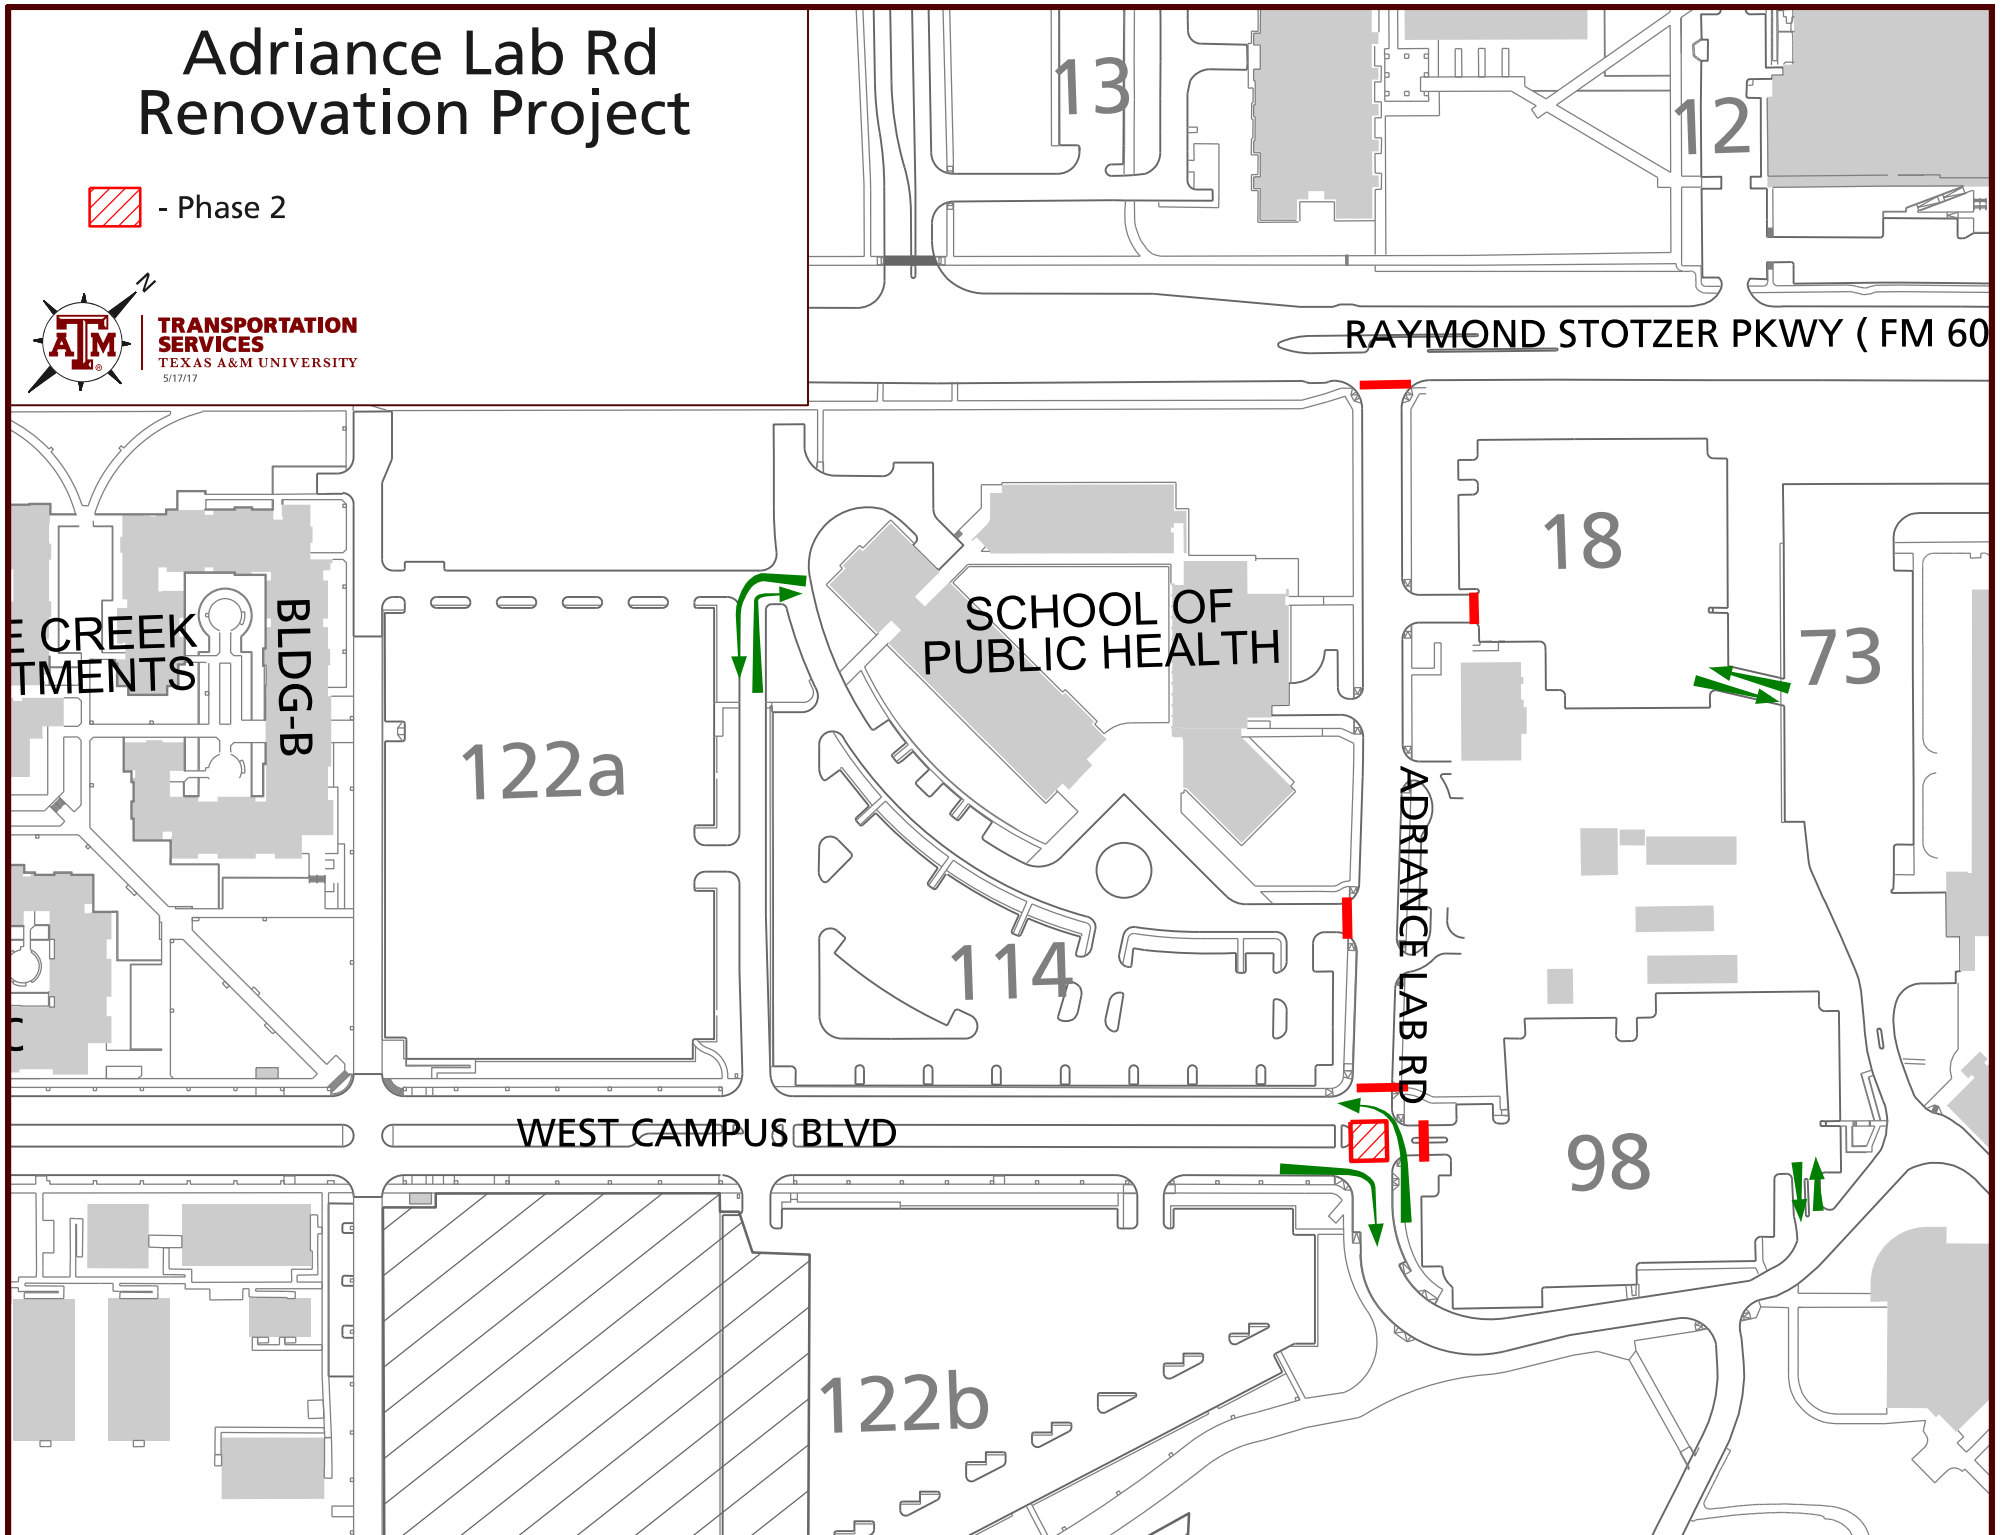 Adriance Lab Rd
Renovation Project
- Phase 2
N
ATM
®
TRANSPORTATION
SERVICES
TEXAS A&M UNIVERSITY
5/17/17
13
12
RAYMOND STOTZER PKWY ( FM 60
18
73
SCHOOL OF
PUBLIC HEALTH
E CREEK
TMENTS
BLDG-B
122a
114
ADRIANCE LAB RD
C
WEST CAMPUS BLVD
98
122b